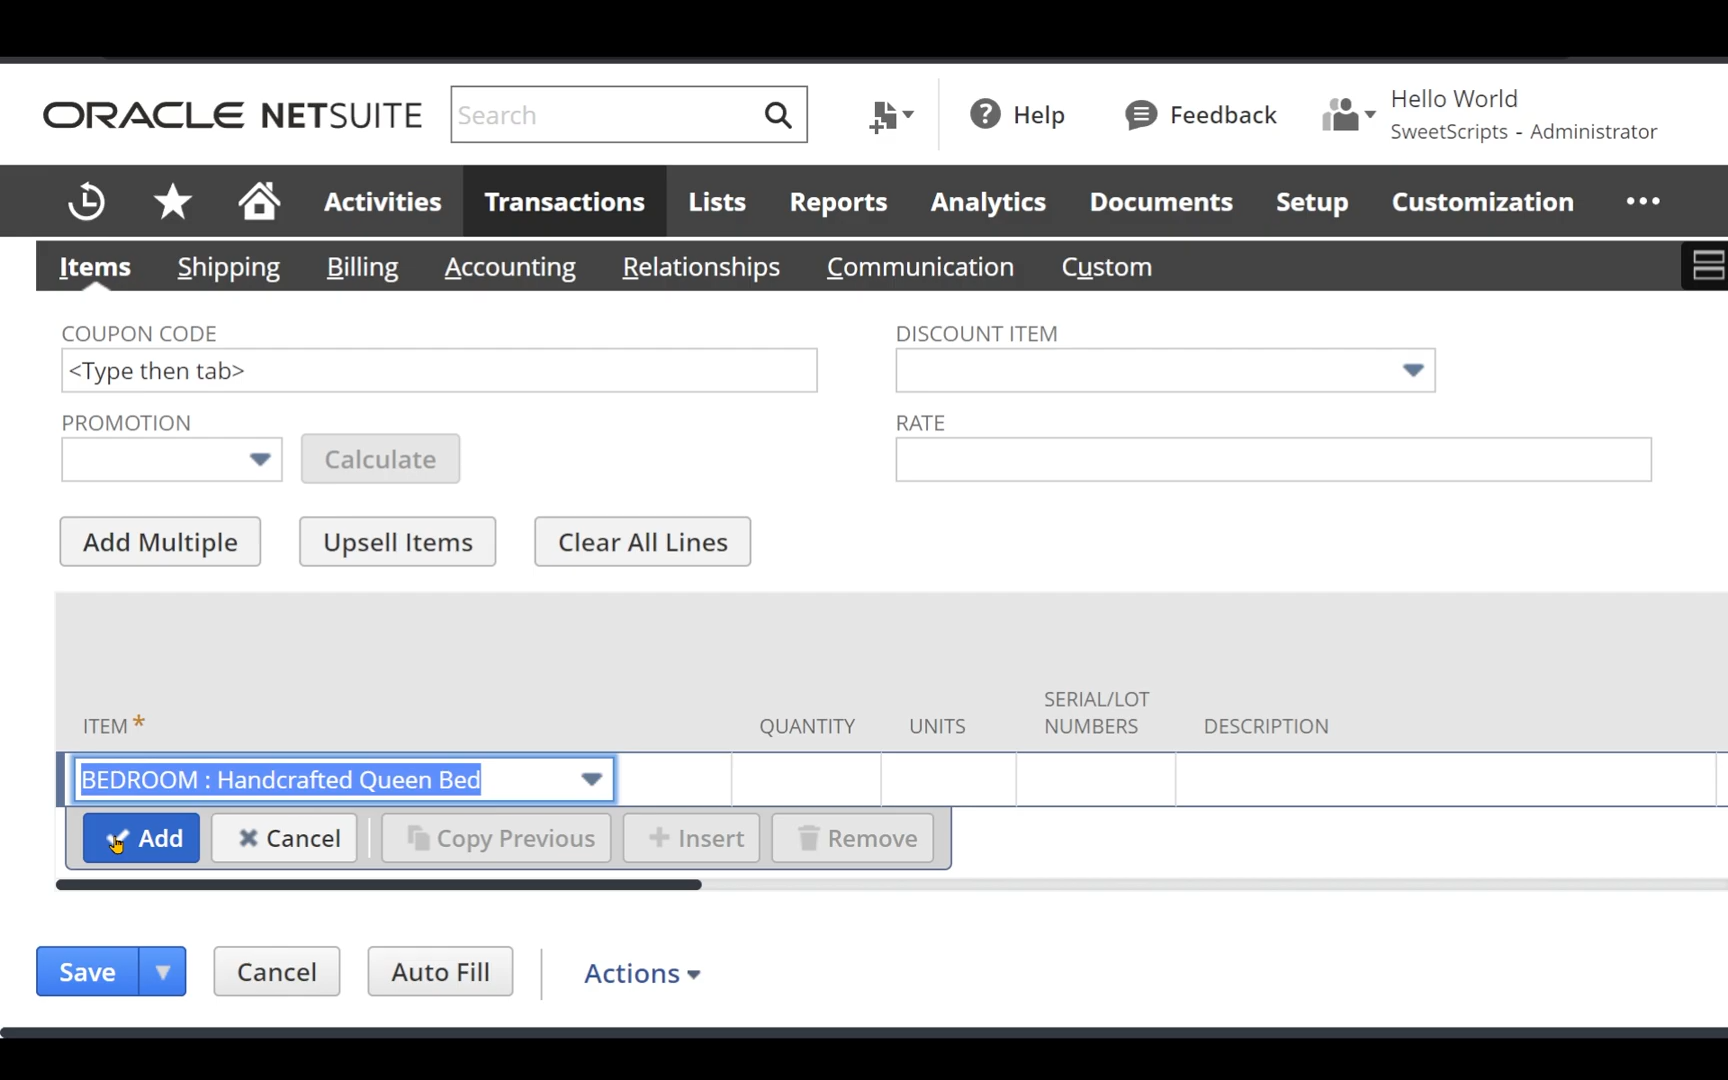 ORACLE NETSUITE
Search
Help
Feedback
Hello World
SweetScripts - Administrator
Activities
Transactions
Lists
Reports
Analytics
Documents
Setup
Customization
Items
Shipping
Billing
Accounting
Relationships
Communication
Custom
COUPON CODE
<Type then tab>
DISCOUNT ITEM
PROMOTION
Calculate
RATE
Add Multiple
Upsell Items
Clear All Lines
ITEM *
QUANTITY
UNITS
SERIAL/LOT
NUMBERS
DESCRIPTION
BEDROOM : Handcrafted Queen Bed
Add
Cancel
Copy Previous
Insert
Remove
Save
Cancel
Auto Fill
Actions